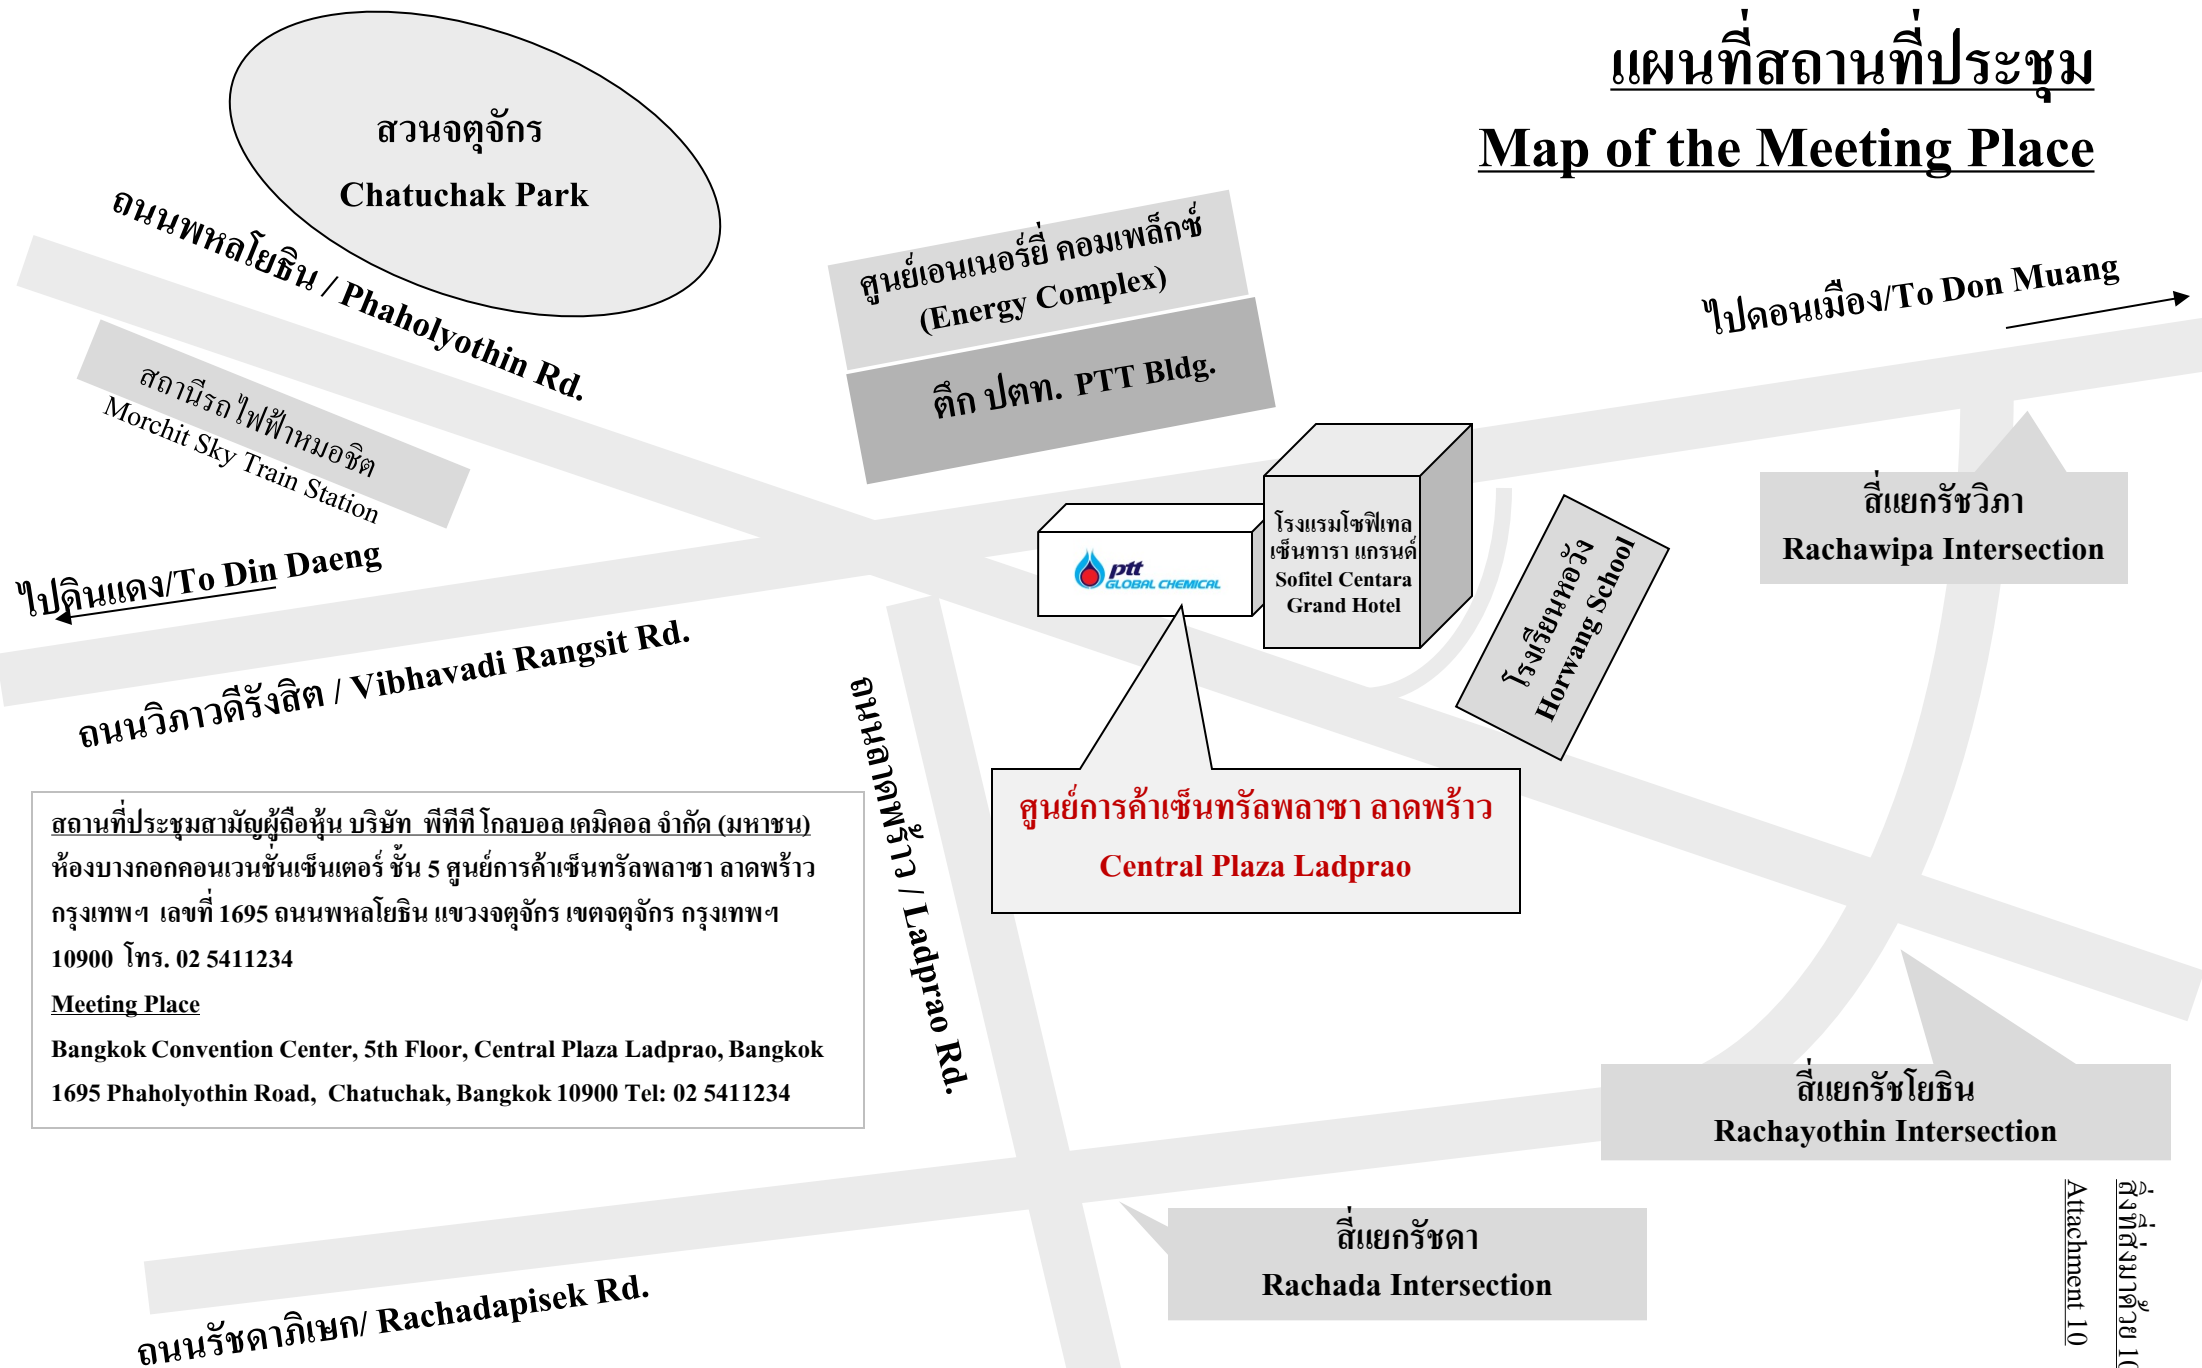 แผนที่สถานที่ประชุม
Map of the Meeting Place
สวนจตุจักร
Chatuchak Park
ถนนพหลโยธิน / Phaholyothin Rd.
สถานีรถไฟฟ้าหมอชิต
Morchit Sky Train Station
ศูนย์เอนเนอร์ยี่ คอมเพล็กซ์
(Energy Complex)
ตึก ปตท. PTT Bldg.
ไปดอนเมือง/To Don Muang
สี่แยกรัชวิภา
Rachawipa Intersection
โรงแรมโซฟิเทล
เซ็นทารา แกรนด์
Sofitel Centara
Grand Hotel
ptt
GLOBAL CHEMICAL
โรงเรียนหอวัง
Horwang School
ไปดินแดง/To Din Daeng
ถนนวิภาวดีรังสิต / Vibhavadi Rangsit Rd.
ถนนลาดพร้าว / Ladprao Rd.
ศูนย์การค้าเซ็นทรัลพลาซา ลาดพร้าว
Central Plaza Ladprao
สถานที่ประชุมสามัญผู้ถือหุ้น บริษัท พีทีที โกลบอล เคมิคอล จำกัด (มหาชน)
ห้องบางกอกคอนเวนชั่นเซ็นเตอร์ ชั้น 5 ศูนย์การค้าเซ็นทรัลพลาซา ลาดพร้าว
กรุงเทพฯ เลขที่ 1695 ถนนพหลโยธิน แขวงจตุจักร เขตจตุจักร กรุงเทพฯ
10900 โทร. 02 5411234
Meeting Place
Bangkok Convention Center, 5th Floor, Central Plaza Ladprao, Bangkok
1695 Phaholyothin Road, Chatuchak, Bangkok 10900 Tel: 02 5411234
สี่แยกรัชโยธิน
Rachayothin Intersection
สี่แยกรัชดา
Rachada Intersection
ถนนรัชดาภิเษก/ Rachadapisek Rd.
สิ่งที่ส่งมาด้วย 10
Attachment 10